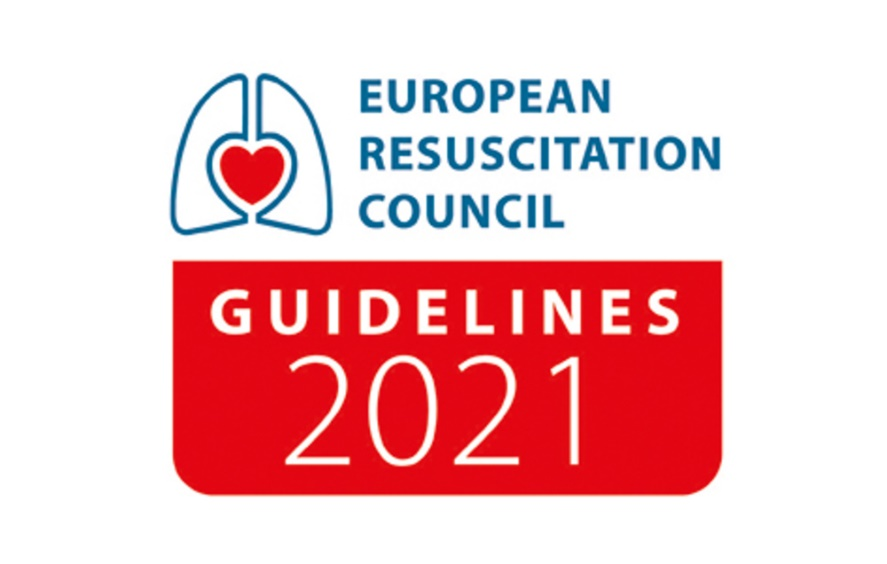 EUROPEAN
RESUSCITATION
COUNCIL
GUIDELINES
2021